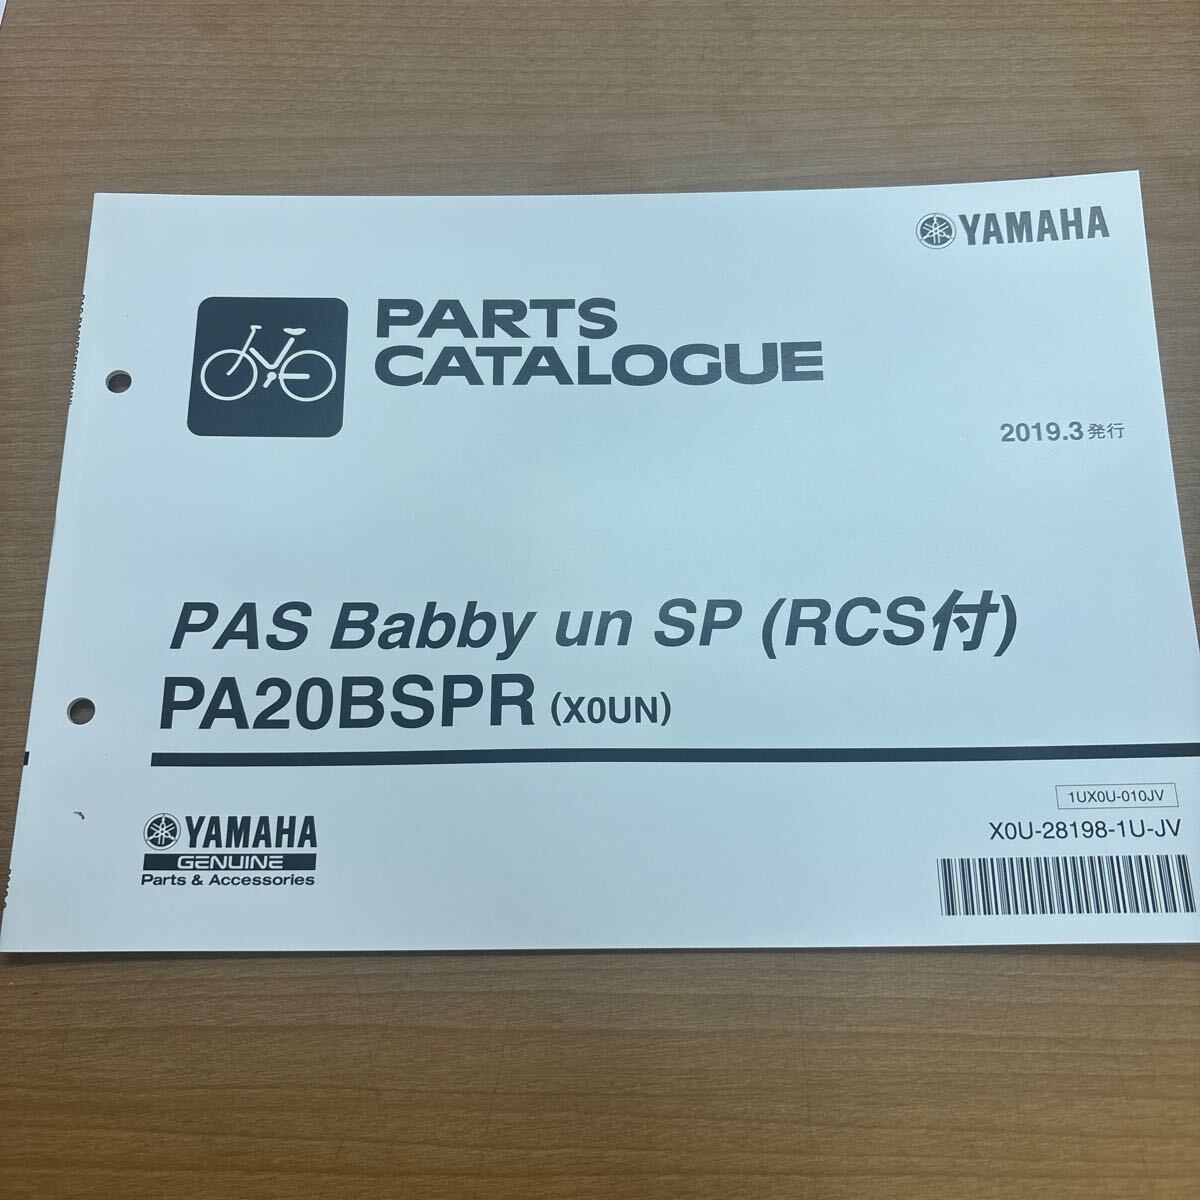 YAMAHA
PARTS
CATALOGUE
2019.3発行
PAS Babby un SP (RCS付)
PA20BSPR (X0UN)
YAMAHA
GENUINE
Parts & Accessories
1UX0U-010JV
X0U-28198-1U-JV